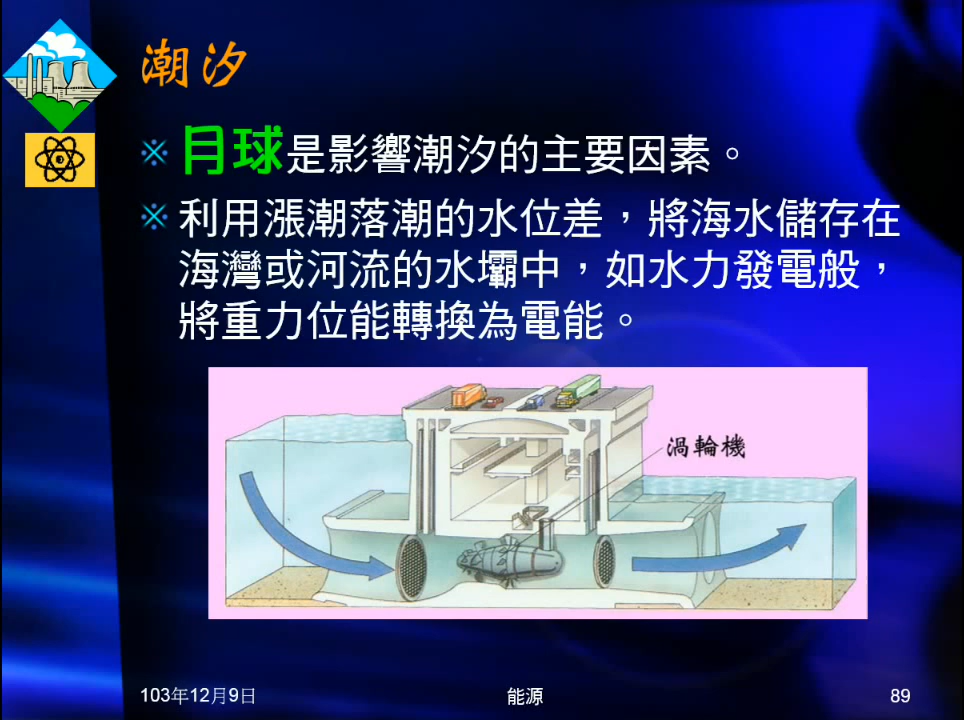 潮汐
※月球是影響潮汐的主要因素。
※利用漲潮落潮的水位差，將海水儲存在
海灣或河流的水壩中，如水力發電般，
將重力位能轉換為電能。
渦輪機
103年12月9日
能源
89